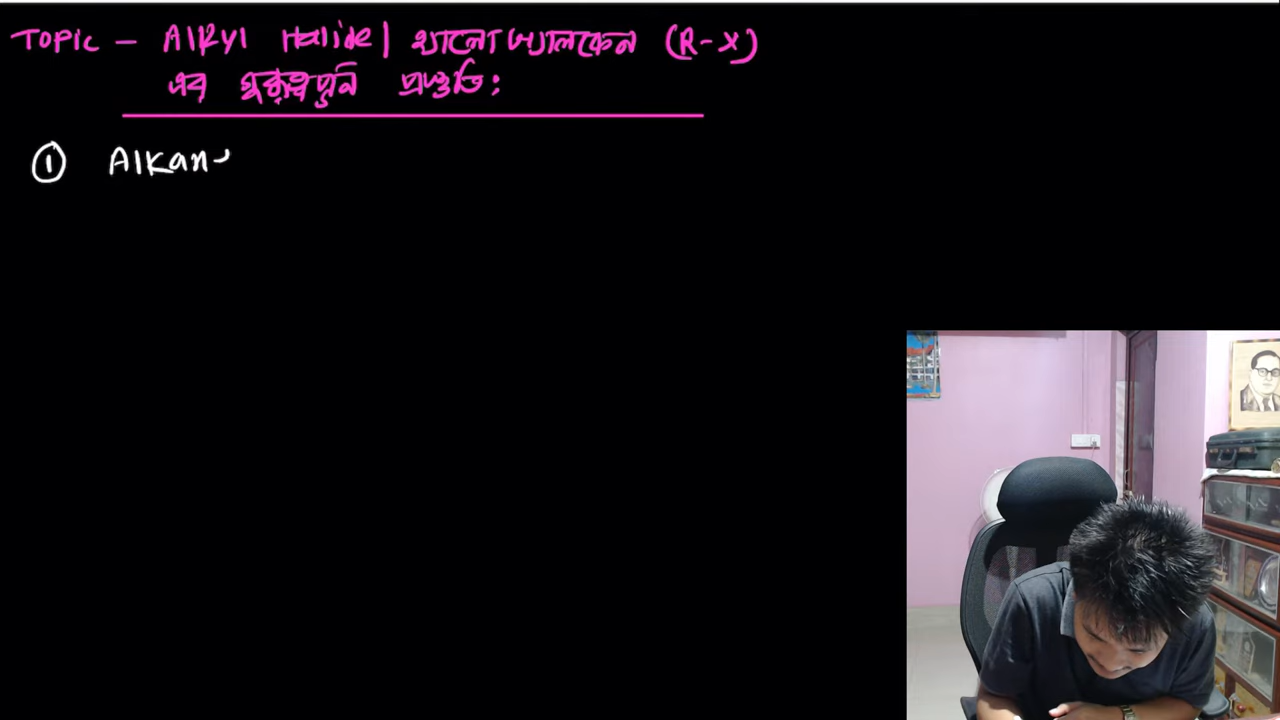 Topic – Alkyl Halide | হ্যালোঅ্যালকেন (R-X)
এর গুরুত্বপূর্ণ প্রস্তুতি:
① Alkan